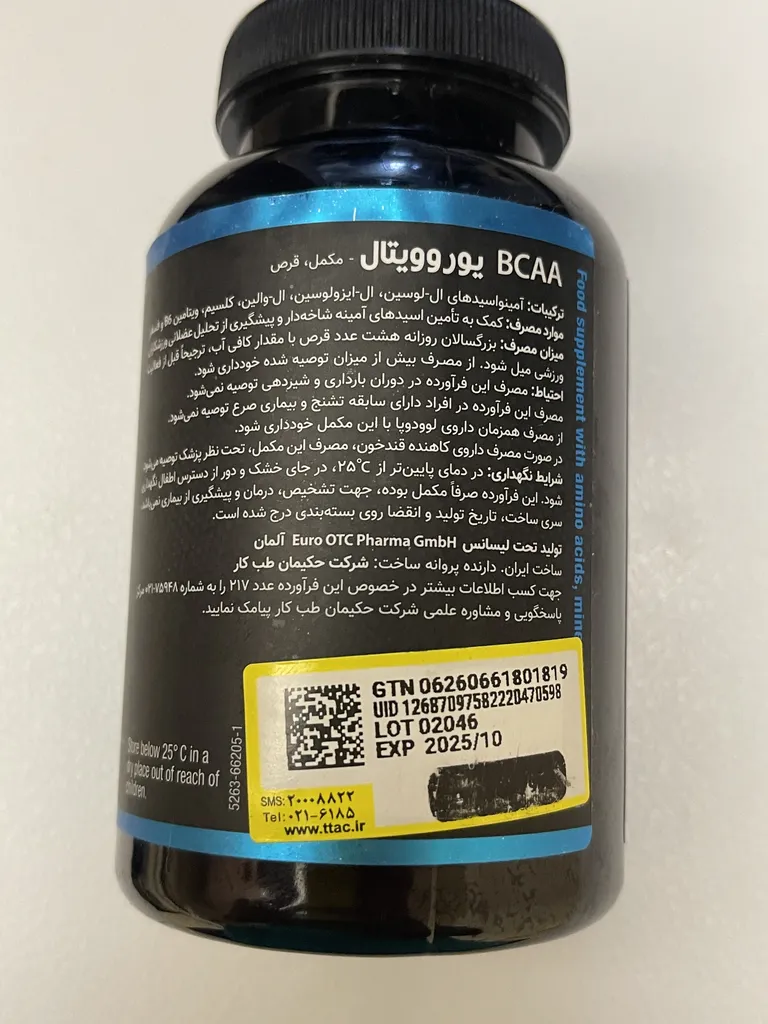 BCAA یوروویتال - مکمل، قرص
ترکیبات: آمینواسیدهای ال-لوسین، ال-ایزولوسین، ال-والین، کلسیم، ویتامین B6 و
موارد مصرف: کمک به تأمین اسیدهای آمینه شاخه‌دار و پیشگیری از تحلیل عضلانی
میزان مصرف: بزرگسالان روزانه هشت عدد قرص با مقدار کافی آب، ترجیحاً قبل از
ورزشی میل شود. از مصرف بیش از میزان توصیه شده خودداری شود.
احتیاط: مصرف این فرآورده در دوران بارداری و شیردهی توصیه نمی‌شود.
مصرف این فرآورده در افراد دارای سابقه تشنج و بیماری صرع توصیه نمی‌شود.
از مصرف همزمان داروی لوودوپا با این مکمل خودداری شود.
در صورت مصرف داروی کاهنده قندخون، مصرف این مکمل، تحت نظر پزشک توصیه می‌شود.
شرایط نگهداری: در دمای پایین‌تر از ۲۵°C، در جای خشک و دور از دسترس اطفال نگهداری
شود. این فرآورده صرفاً مکمل بوده، جهت تشخیص، درمان و پیشگیری از بیماری نمی‌باشد.
سری ساخت، تاریخ تولید و انقضا روی بسته‌بندی درج شده است.
تولید تحت لیسانس Euro OTC Pharma GmbH آلمان
ساخت ایران. دارنده پروانه ساخت: شرکت حکیمان طب کار
جهت کسب اطلاعات بیشتر در خصوص این فرآورده عدد ۲۱۷ را به شماره ۰۲۱-۷۵۹۴۸ مرکز
پاسخگویی و مشاوره علمی شرکت حکیمان طب کار پیامک نمایید.
Food supplement with amino acids,
Store below 25° C in a
dry place out of reach of
children.
5263-66205-1
GTN 06260661801819
UID 12687097582220470598
LOT 02046
EXP 2025/10
SMS: ۲۰۰۰۸۸۲۲
Tel: ۰۲۱-۶۱۸۵
www.ttac.ir